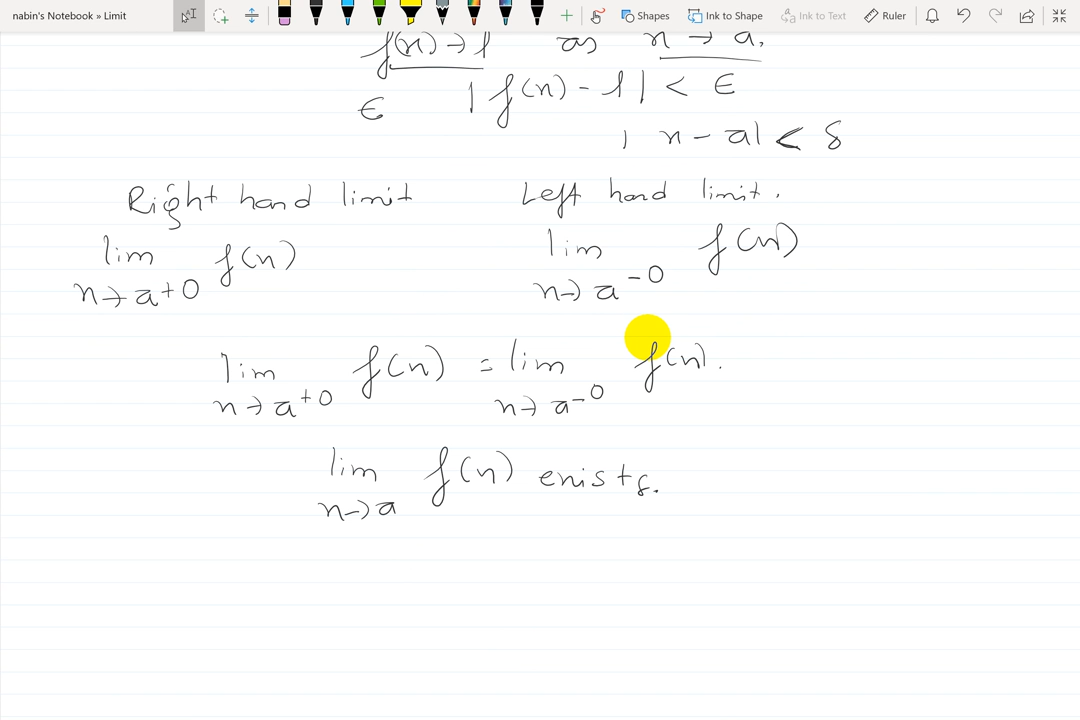 nabin's Notebook » Limit
Shapes Ink to Shape Ink to Text Ruler
f(x) → l as x → a,
ε |f(x) - l| < ε
|x - a| < δ
Right hand limit Left hand limit.
lim f(x) lim f(x)
x→a+0 x→a-0
lim f(x) = lim f(x).
x→a+0 x→a-0
lim f(x) exists.
x→a